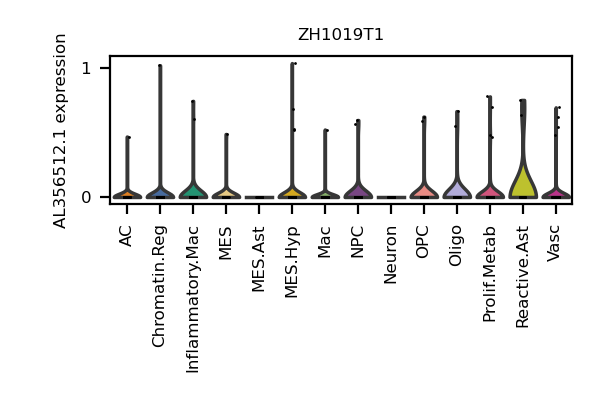 ZH1019T1
AL356512.1 expression
1
0
AC
Chromatin.Reg
Inflammatory.Mac
MES
MES.Ast
MES.Hyp
Mac
NPC
Neuron
OPC
Oligo
Prolif.Metab
Reactive.Ast
Vasc